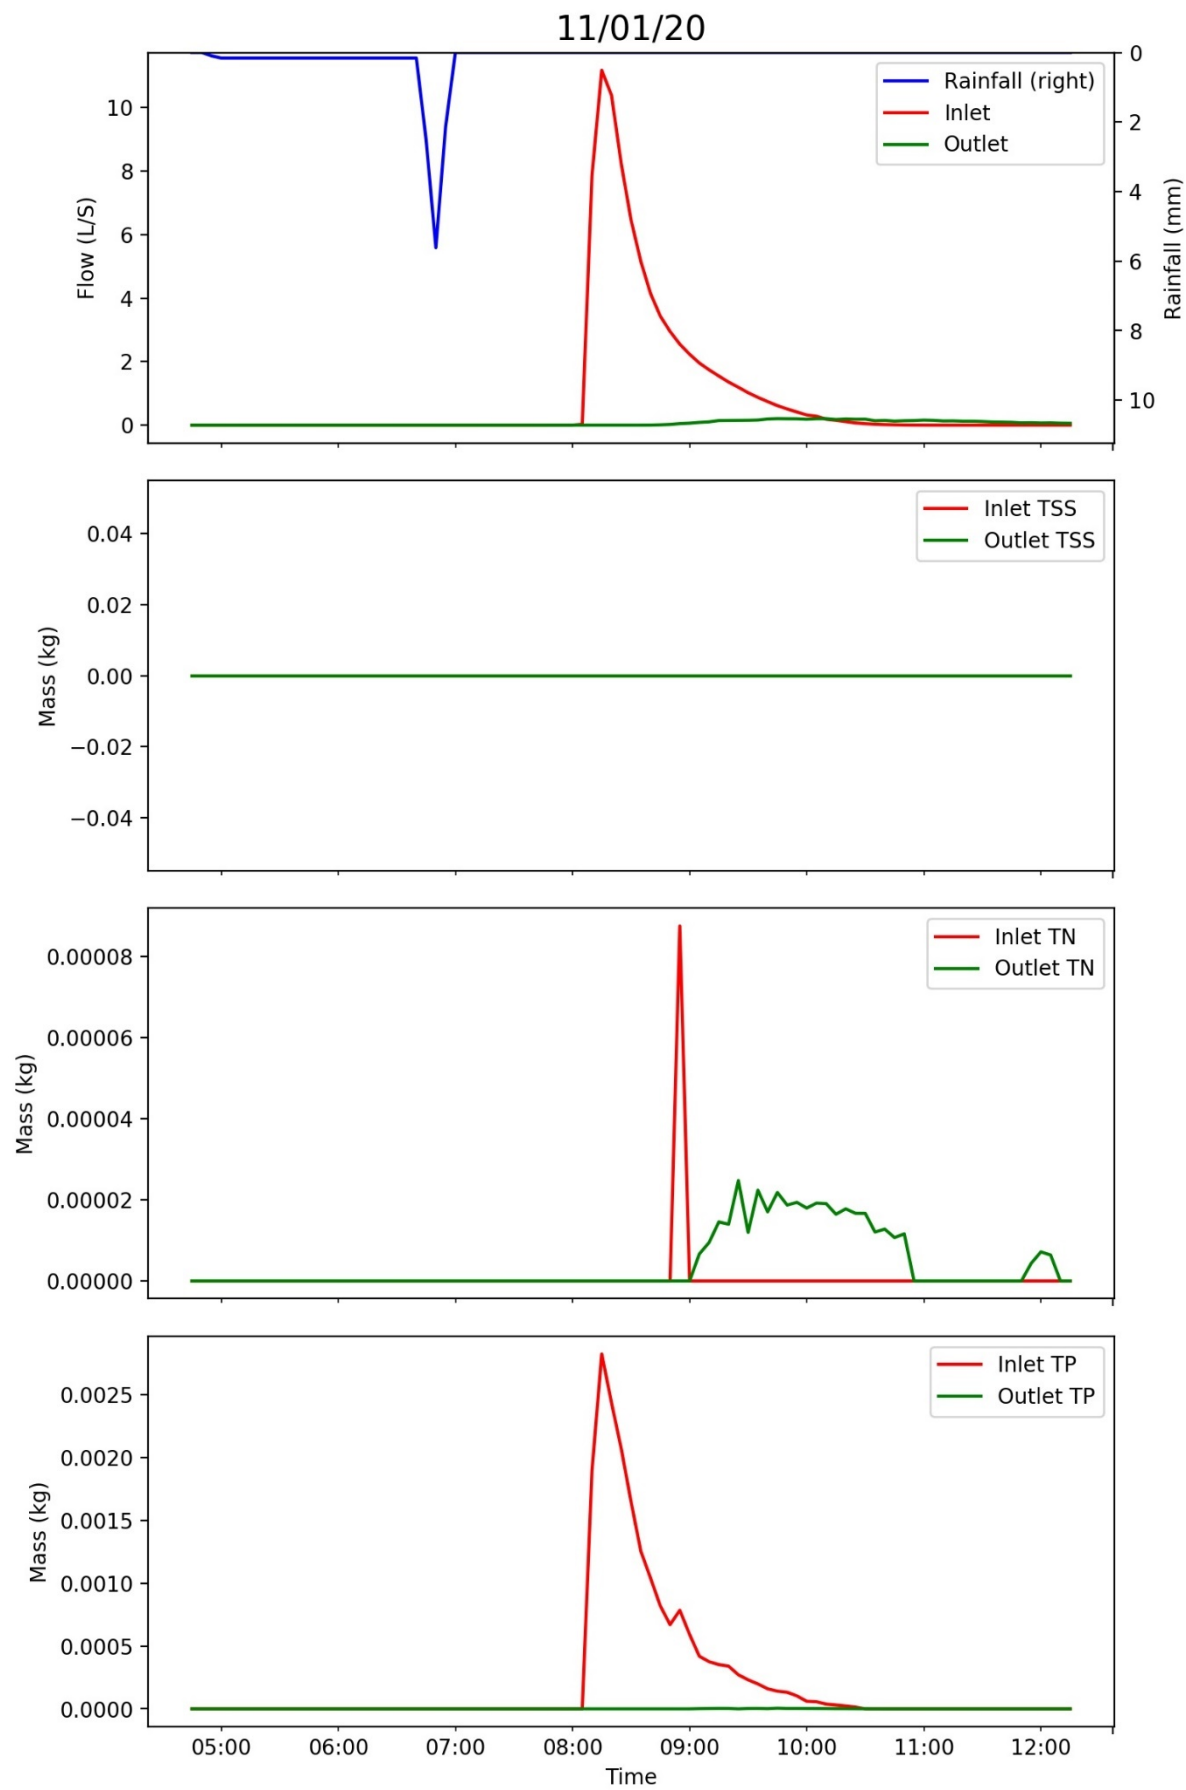 11/01/20
Rainfall (right)
Inlet
Outlet
10
8
6
4
2
0
Flow (L/S)
0
2
4
6
8
10
Rainfall (mm)
Inlet TSS
Outlet TSS
0.04
0.02
0.00
−0.02
−0.04
Mass (kg)
Inlet TN
Outlet TN
0.00008
0.00006
0.00004
0.00002
0.00000
Mass (kg)
Inlet TP
Outlet TP
0.0025
0.0020
0.0015
0.0010
0.0005
0.0000
Mass (kg)
05:00 06:00 07:00 08:00 09:00 10:00 11:00 12:00
Time